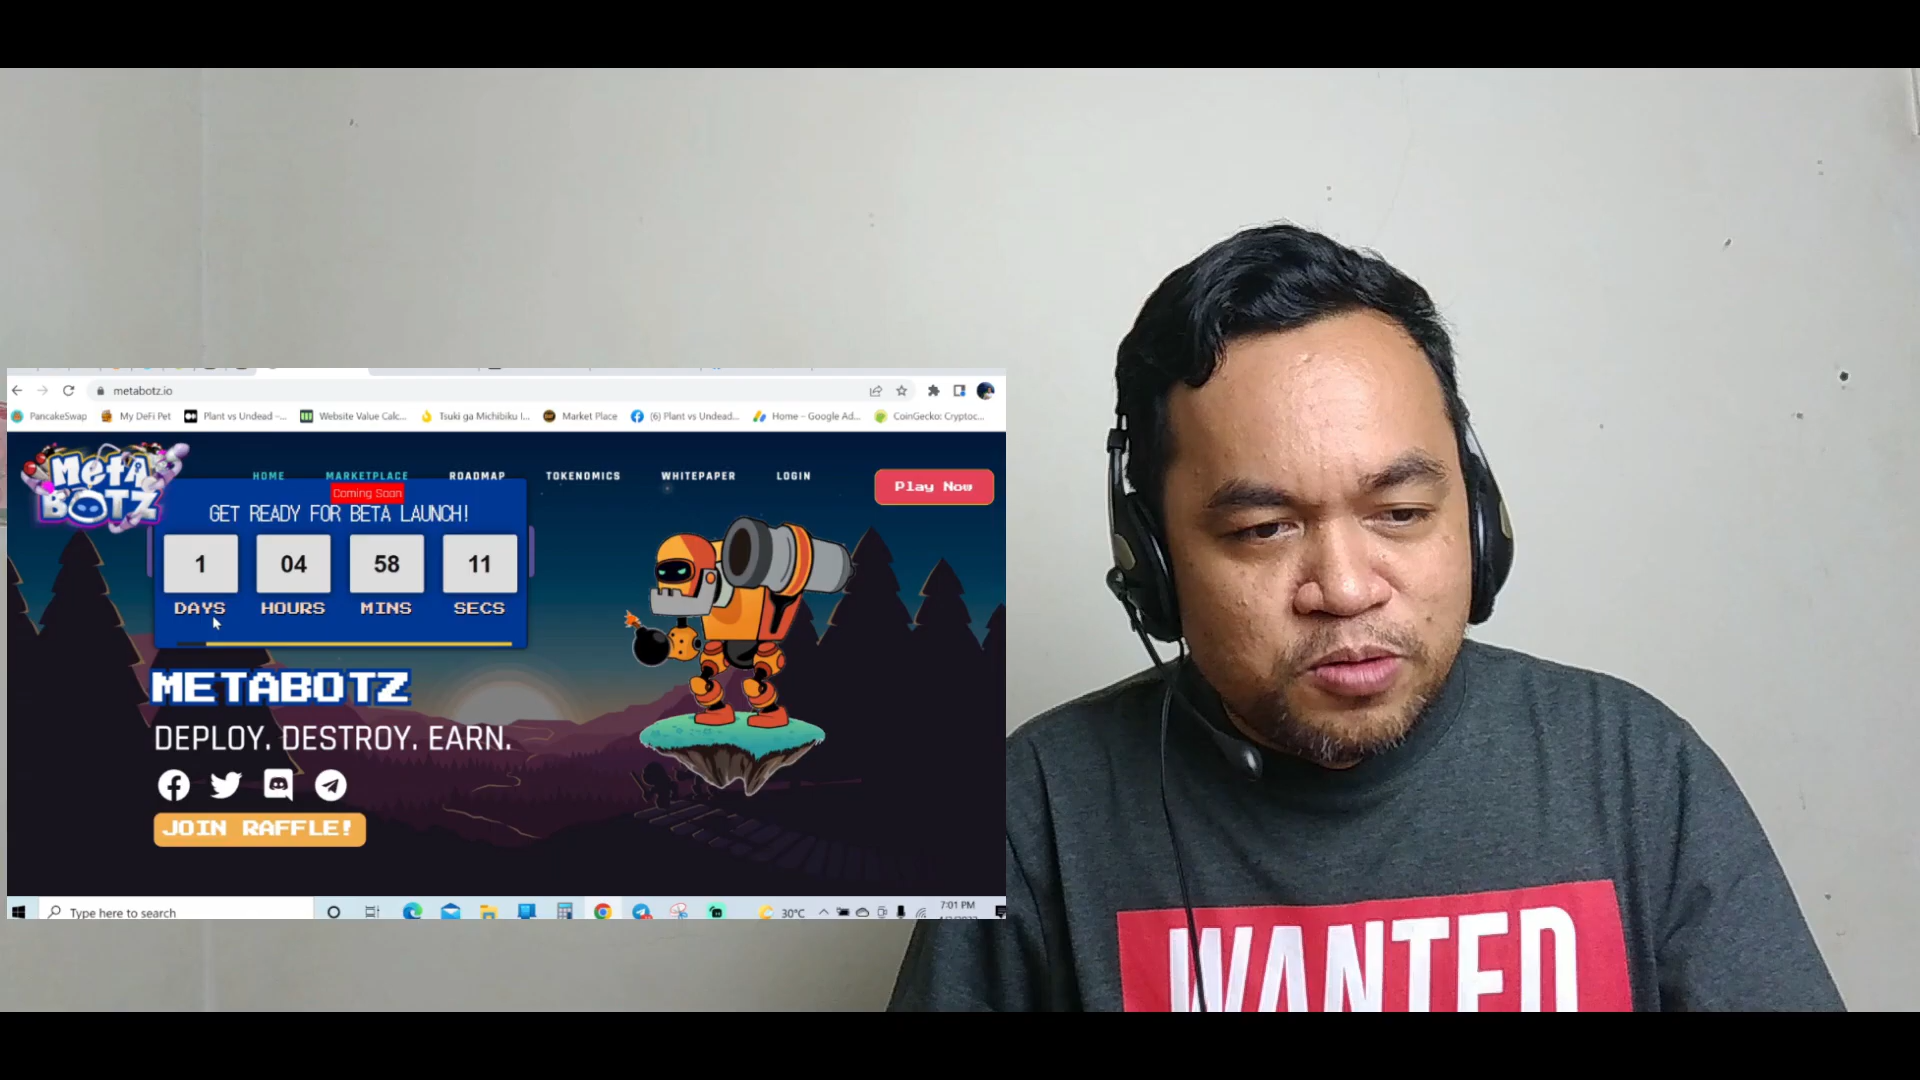 metabotz.io
PancakeSwap My DeFi Pet Plant vs Undead –... Website Value Calc... Tsuki ga Michibiku I... Market Place (6) Plant vs Undead... Home – Google Ad... CoinGecko: Cryptoc...
META BOTZ
HOME MARKETPLACE ROADMAP TOKENOMICS WHITEPAPER LOGIN Play Now
Coming Soon
GET READY FOR BETA LAUNCH!
1 04 58 11
DAYS HOURS MINS SECS
METABOTZ
DEPLOY. DESTROY. EARN.
JOIN RAFFLE!
Type here to search 30°C 7:01 PM
WANTED